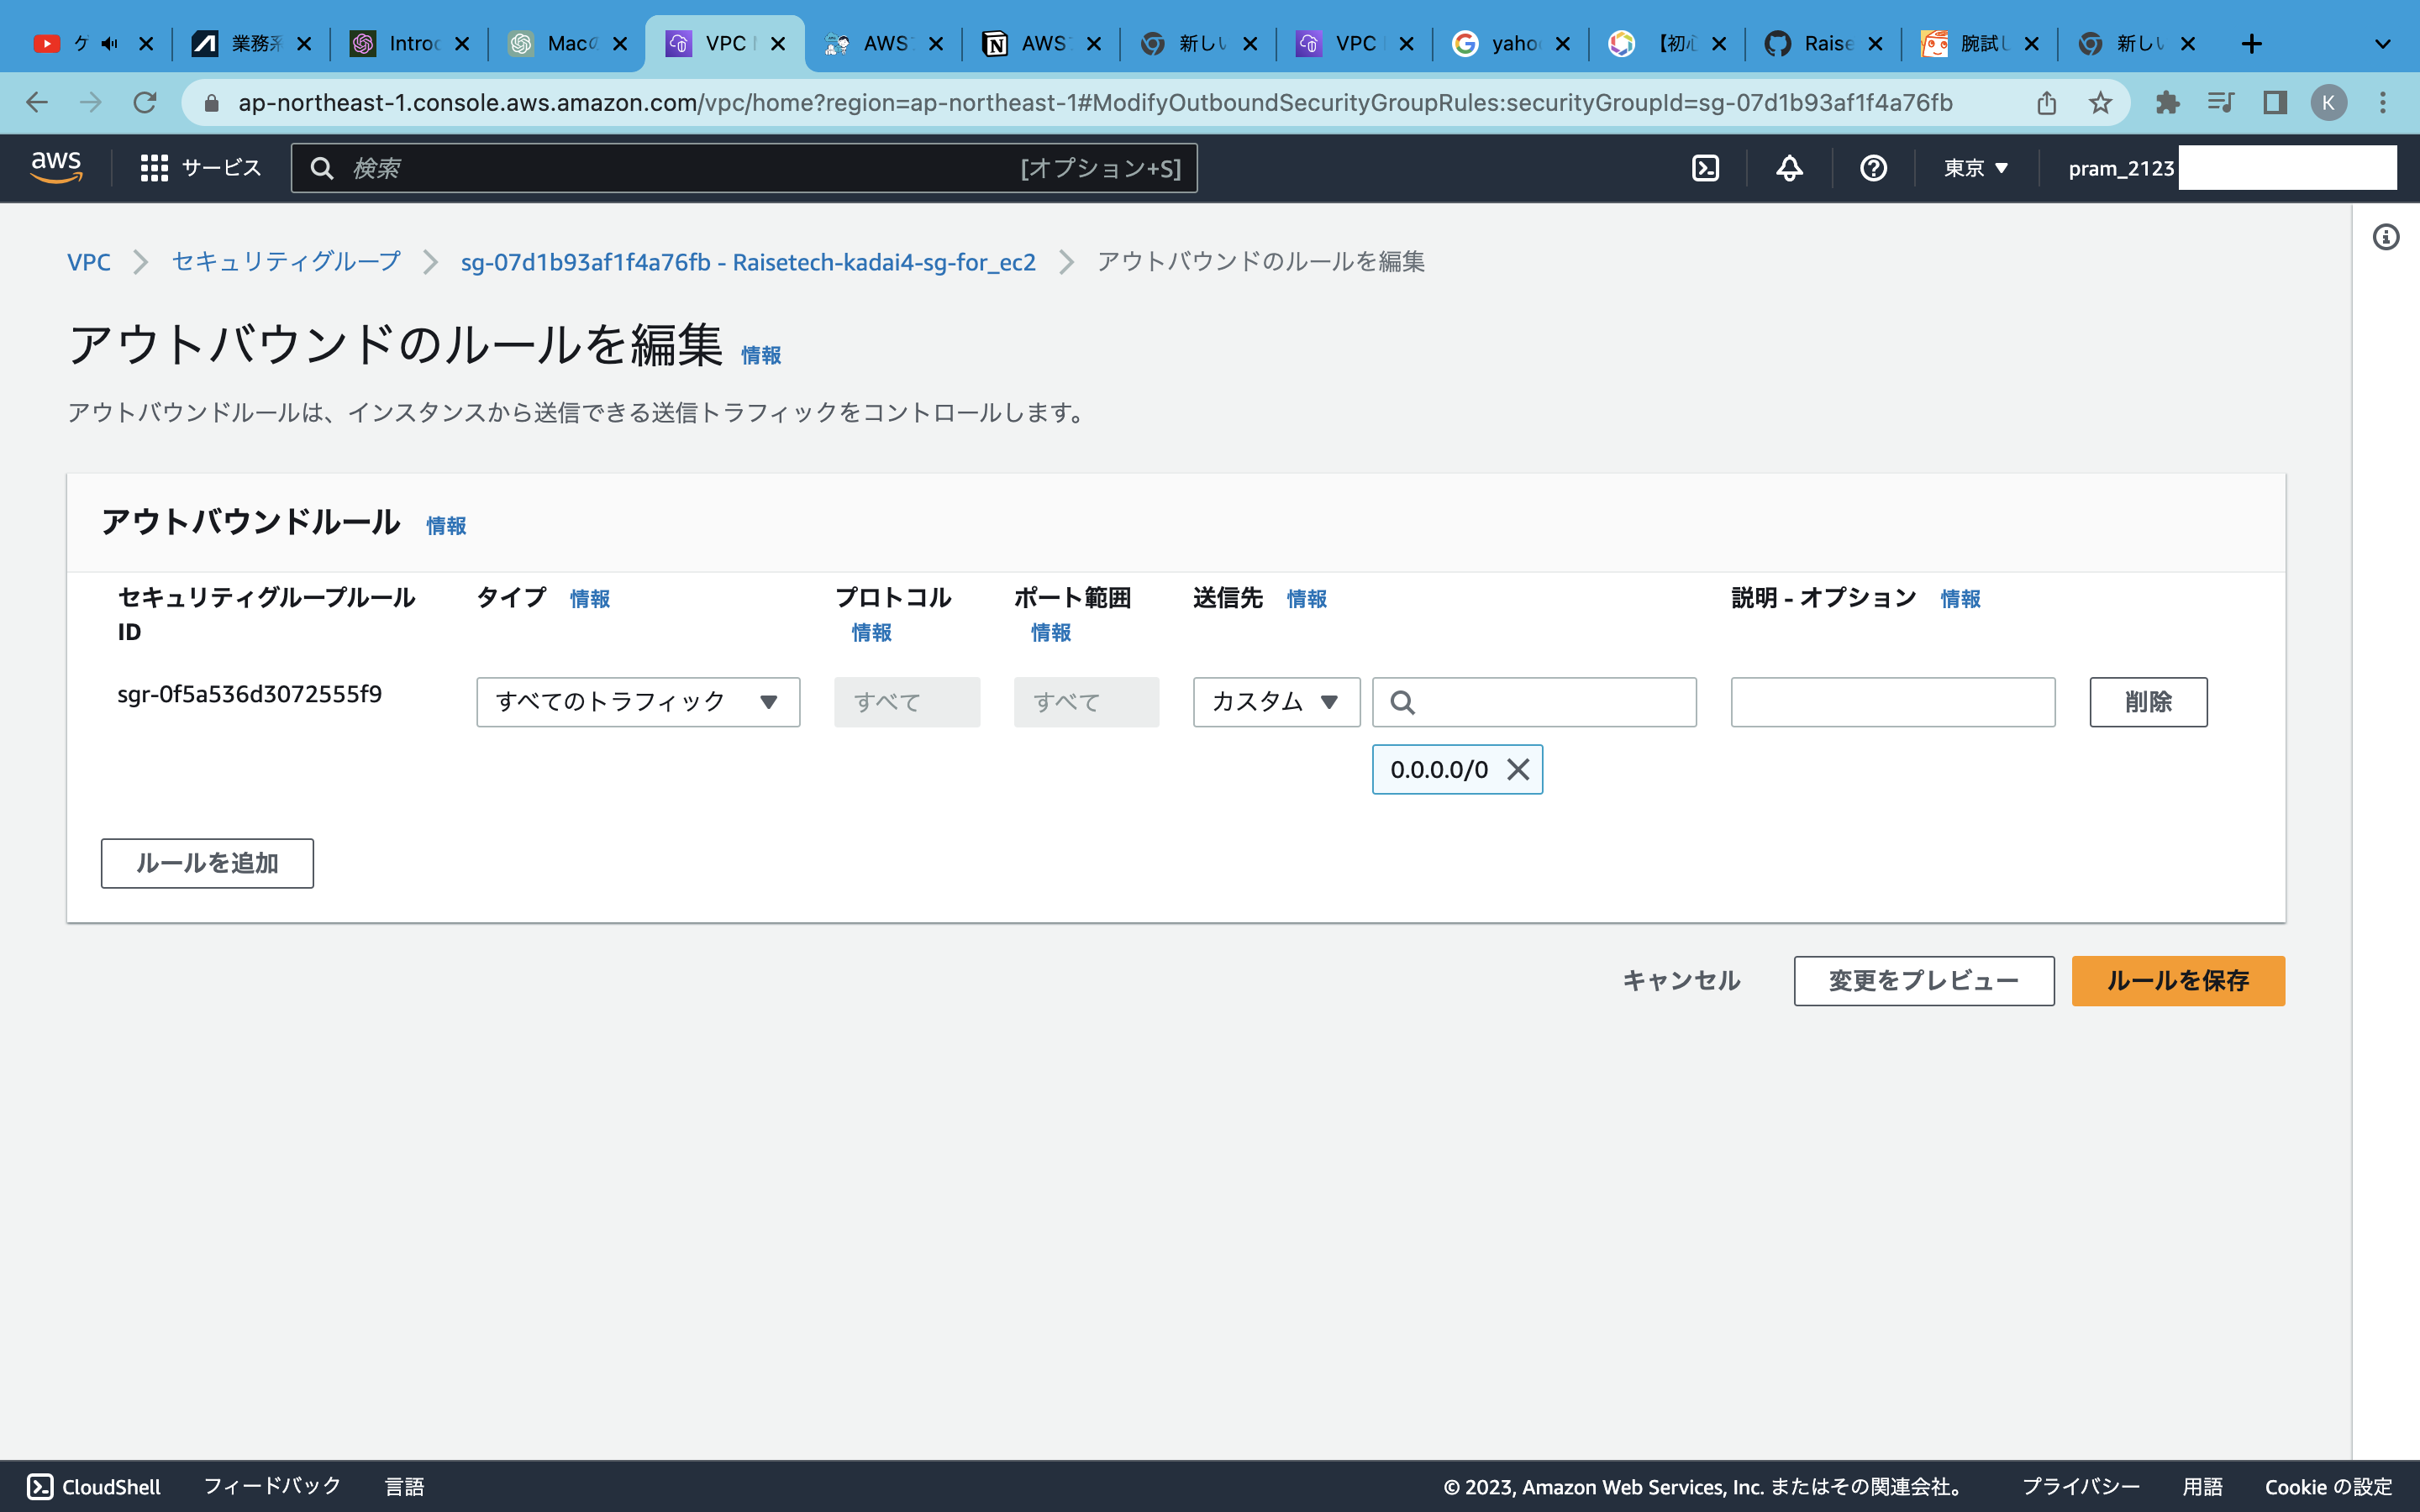 ケ
業務系
Intro
Macの
VPC
AWS
AWS
新しい
VPC
yaho
【初心
Raise
腕試し
新しい
ap-northeast-1.console.aws.amazon.com/vpc/home?region=ap-northeast-1#ModifyOutboundSecurityGroupRules:securityGroupId=sg-07d1b93af1f4a76fb
K
aws
サービス
検索
[オプション+S]
東京
pram_2123
VPC
セキュリティグループ
sg-07d1b93af1f4a76fb - Raisetech-kadai4-sg-for_ec2
アウトバウンドのルールを編集
アウトバウンドのルールを編集 情報
アウトバウンドルールは、インスタンスから送信できる送信トラフィックをコントロールします。
アウトバウンドルール 情報
セキュリティグループルール ID
タイプ 情報
プロトコル 情報
ポート範囲 情報
送信先 情報
説明 - オプション 情報
sgr-0f5a536d3072555f9
すべてのトラフィック
すべて
すべて
カスタム
削除
0.0.0.0/0
ルールを追加
キャンセル
変更をプレビュー
ルールを保存
CloudShell
フィードバック
言語
© 2023, Amazon Web Services, Inc. またはその関連会社。
プライバシー
用語
Cookie の設定